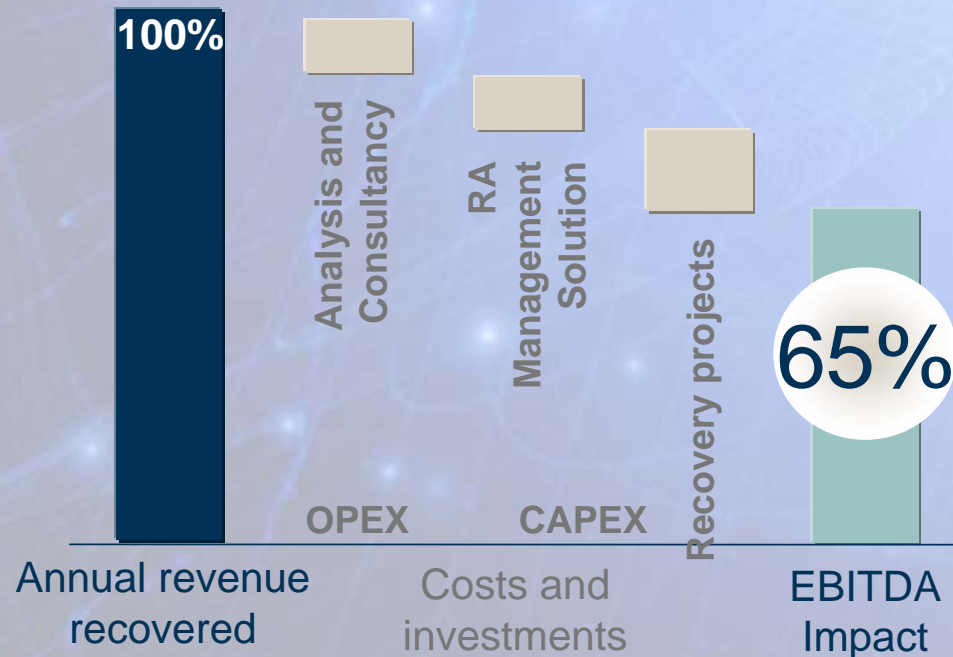 100%
Analysis and
Consultancy
RA
Management
Solution
Recovery projects
65%
OPEX
CAPEX
Annual revenue
recovered
Costs and
investments
EBITDA
Impact